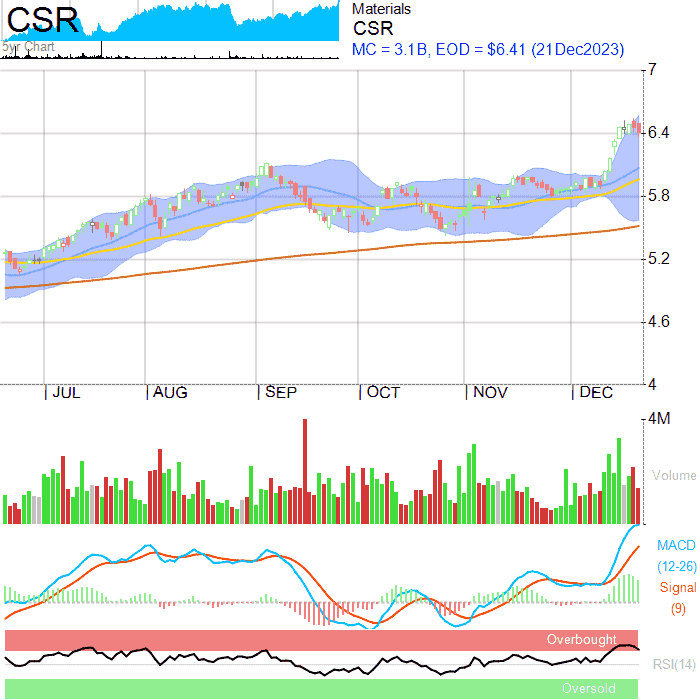 CSR
5yr Chart
Materials
CSR
MC = 3.1B, EOD = $6.41 (21Dec2023)
7
6.4
5.8
5.2
4.6
4
JUL AUG SEP OCT NOV DEC
4M
Volume
MACD
(12-26)
Signal
(9)
Overbought
RSI(14)
Oversold